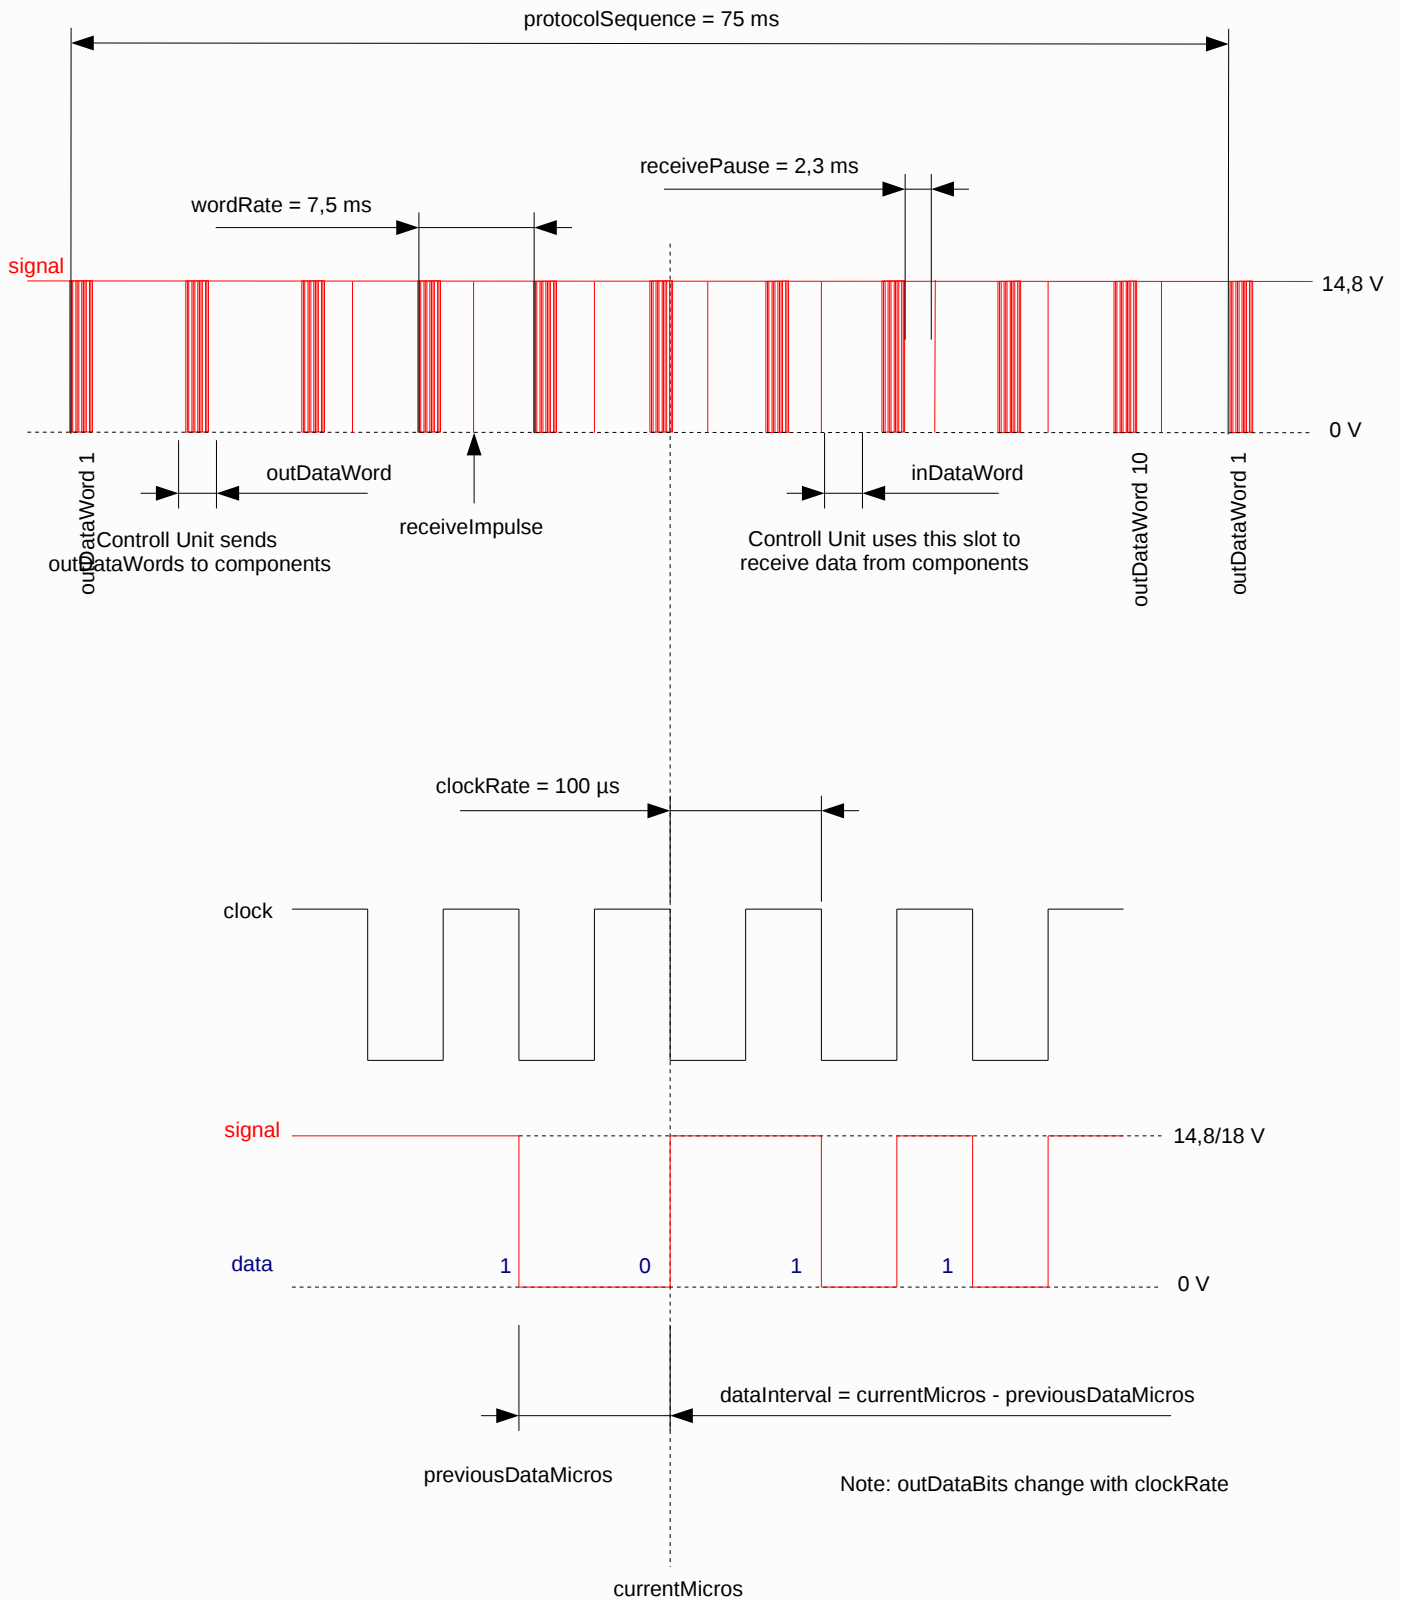 protocolSequence = 75 ms
receivePause = 2,3 ms
wordRate = 7,5 ms
signal
14,8 V
0 V
outDataWord 1
outDataWord
inDataWord
outDataWord 10
outDataWord 1
receiveImpulse
Controll Unit sends
outDataWords to components
Controll Unit uses this slot to
receive data from components
clockRate = 100 µs
clock
signal
14,8/18 V
data
1 0 1 1
0 V
dataInterval = currentMicros - previousDataMicros
previousDataMicros
Note: outDataBits change with clockRate
currentMicros